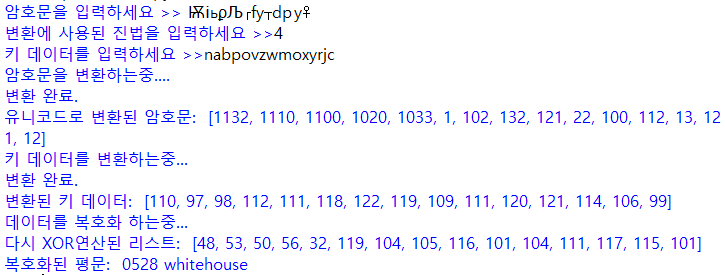 암호문을 입력하세요 >> ѬіьϼЉ┌fy┬dpy♀
변환에 사용된 진법을 입력하세요 >>4
키 데이터를 입력하세요 >>nabpovzwmoxyrjc
암호문을 변환하는중....
변환 완료.
유니코드로 변환된 암호문:  [1132, 1110, 1100, 1020, 1033, 1, 102, 132, 121, 22, 100, 112, 13, 12
1, 12]
키 데이터를 변환하는중...
변환 완료.
변환된 키 데이터:  [110, 97, 98, 112, 111, 118, 122, 119, 109, 111, 120, 121, 114, 106, 99]
데이터를 복호화 하는중...
다시 XOR연산된 리스트:  [48, 53, 50, 56, 32, 119, 104, 105, 116, 101, 104, 111, 117, 115, 101]
복호화된 평문:  0528 whitehouse